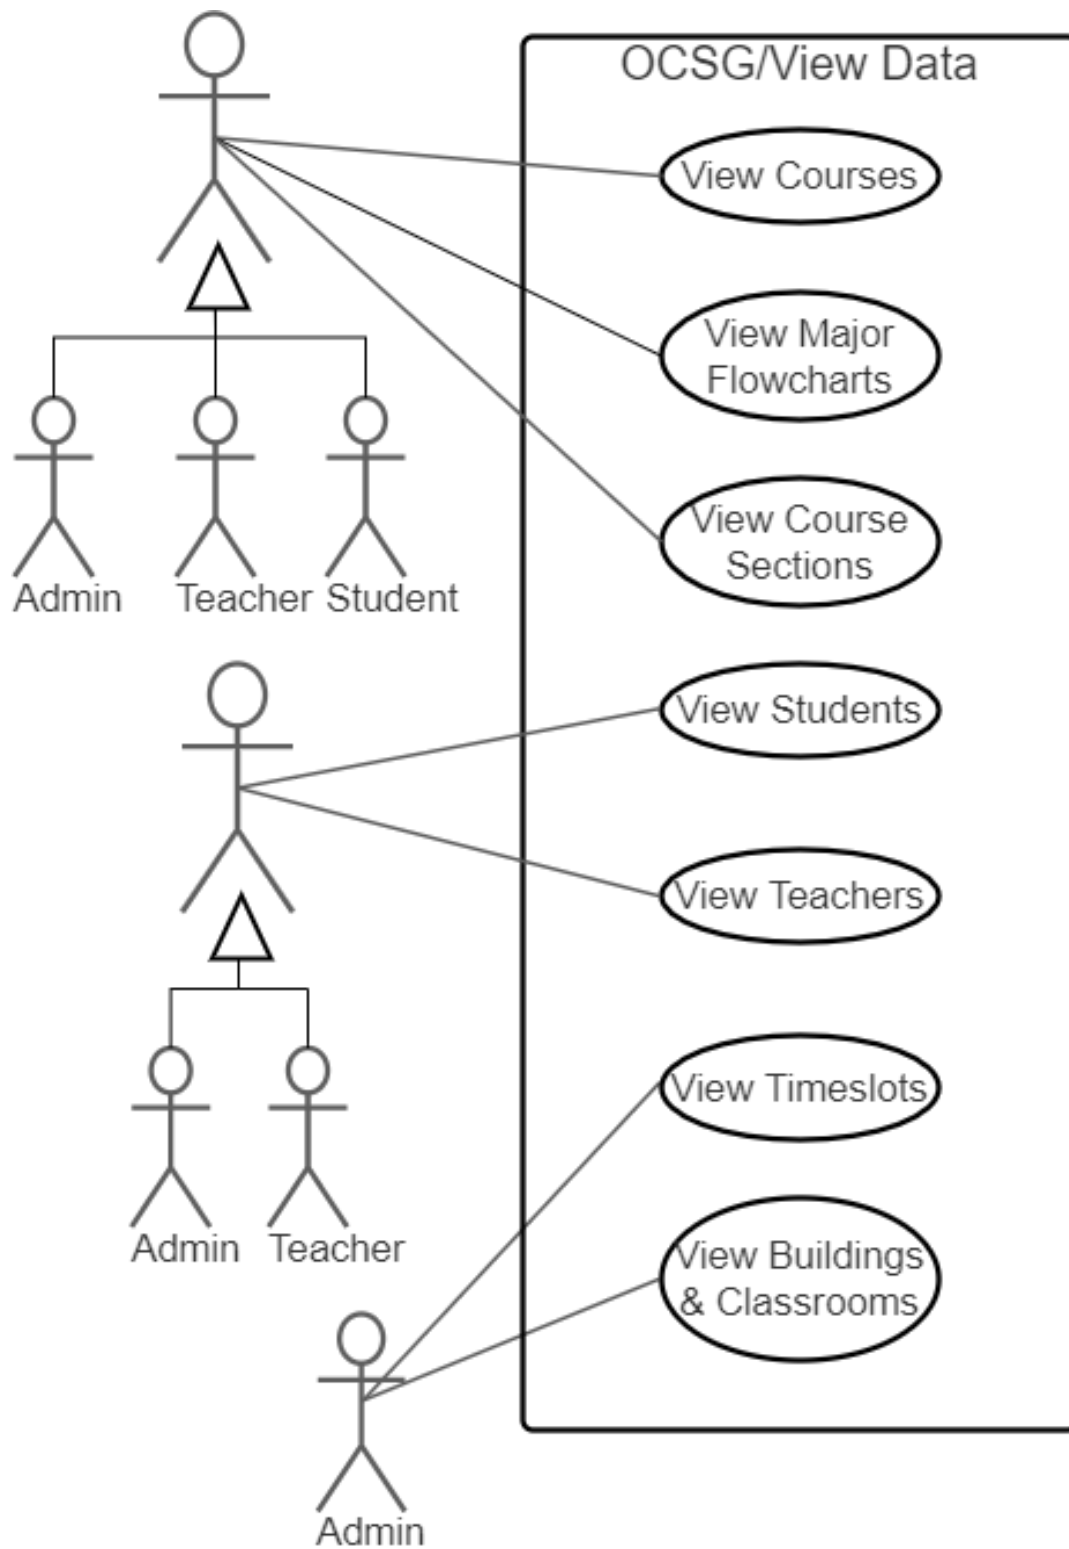 OCSG/View Data
View Courses
View Major
Flowcharts
View Course
Sections
Admin
Teacher
Student
View Students
View Teachers
View Timeslots
Admin
Teacher
View Buildings
& Classrooms
Admin